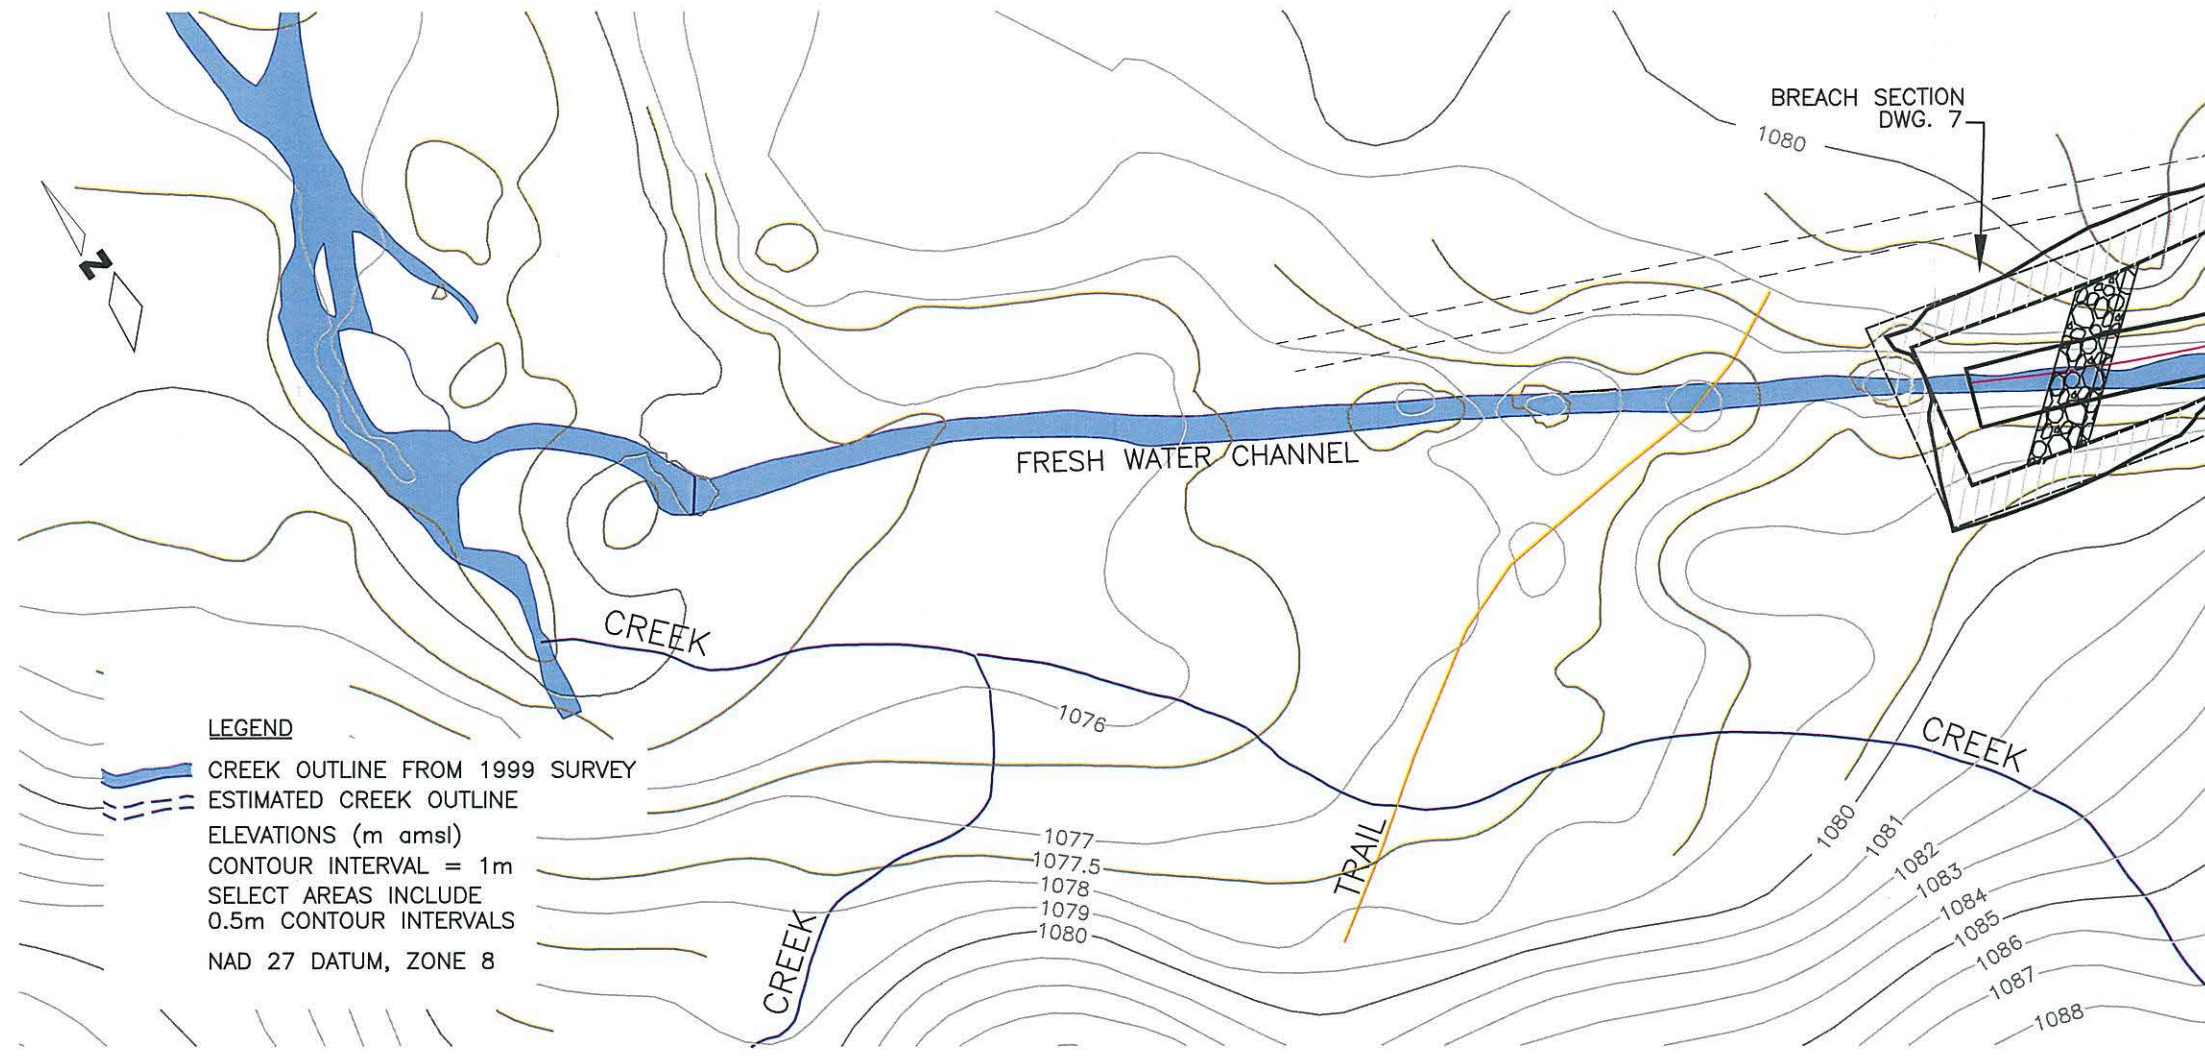 BREACH SECTION
DWG. 7
1080
N
FRESH WATER CHANNEL
CREEK
1076
CREEK
LEGEND
CREEK OUTLINE FROM 1999 SURVEY
ESTIMATED CREEK OUTLINE
ELEVATIONS (m amsl)
CONTOUR INTERVAL = 1m
SELECT AREAS INCLUDE
0.5m CONTOUR INTERVALS
NAD 27 DATUM, ZONE 8
1077
1077.5
1078
1079
1080
CREEK
TRAIL
1080
1081
1082
1083
1084
1085
1086
1087
1088